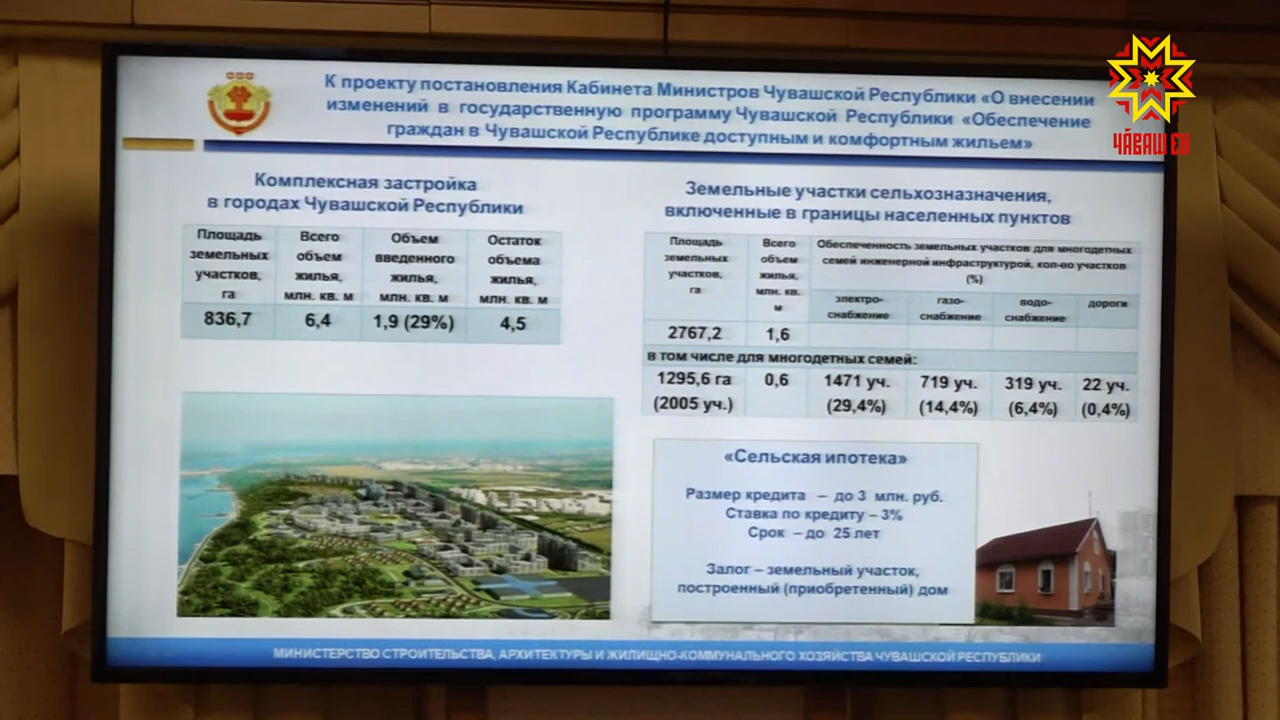 К проекту постановления Кабинета Министров Чувашской Республики «О внесении
изменений в государственную программу Чувашской Республики «Обеспечение
граждан в Чувашской Республике доступным и комфортным жильем»
ЧӐВАШ ЕН
Комплексная застройка
в городах Чувашской Республики
Площадь
земельных
участков,
га
Всего
объем
жилья,
млн. кв. м
Объем
введенного
жилья,
млн. кв. м
Остаток
объема
жилья,
млн. кв. м
836,7
6,4
1,9 (29%)
4,5
Земельные участки сельхозназначения,
включенные в границы населенных пунктов
Площадь
земельных
участков,
га
Всего
объем
жилья,
млн. кв.
м
Обеспеченность земельных участков для многодетных
семей инженерной инфраструктурой, кол-во участков
(%)
электро-
снабжение
газо-
снабжение
водо-
снабжение
дороги
2767,2
1,6
в том числе для многодетных семей:
1295,6 га
(2005 уч.)
0,6
1471 уч.
(29,4%)
719 уч.
(14,4%)
319 уч.
(6,4%)
22 уч.
(0,4%)
«Сельская ипотека»
Размер кредита – до 3 млн. руб.
Ставка по кредиту – 3%
Срок – до 25 лет
Залог – земельный участок,
построенный (приобретенный) дом
МИНИСТЕРСТВО СТРОИТЕЛЬСТВА, АРХИТЕКТУРЫ И ЖИЛИЩНО-КОММУНАЛЬНОГО ХОЗЯЙСТВА ЧУВАШСКОЙ РЕСПУБЛИКИ